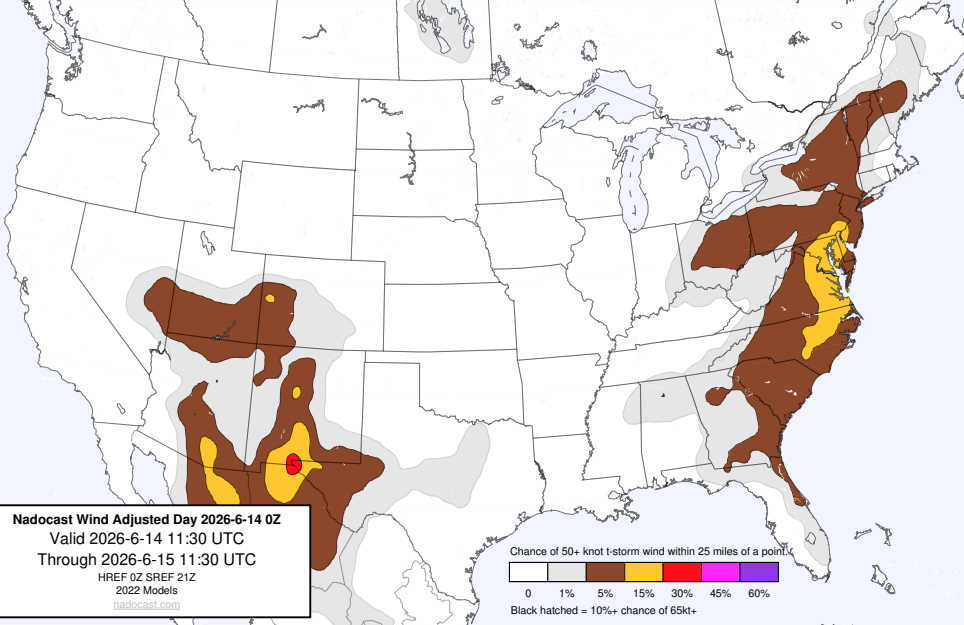 Nadocast Wind Adjusted Day 2026-6-14 0Z
Valid 2026-6-14 11:30 UTC
Through 2026-6-15 11:30 UTC
HREF 0Z SREF 21Z
2022 Models
nadocast.com
Chance of 50+ knot t-storm wind within 25 miles of a point.
0 1% 5% 15% 30% 45% 60%
Black hatched = 10%+ chance of 65kt+